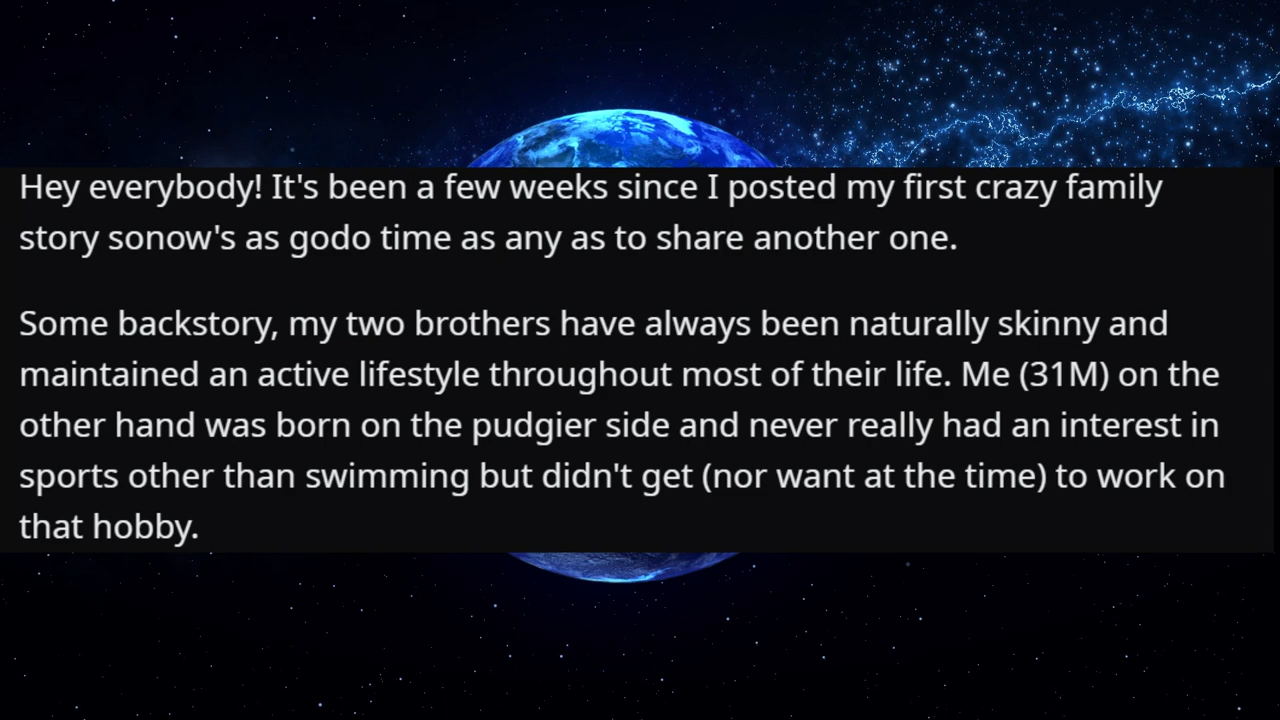 Hey everybody! It's been a few weeks since I posted my first crazy family
story sonow's as godo time as any as to share another one.
Some backstory, my two brothers have always been naturally skinny and
maintained an active lifestyle throughout most of their life. Me (31M) on the
other hand was born on the pudgier side and never really had an interest in
sports other than swimming but didn't get (nor want at the time) to work on
that hobby.